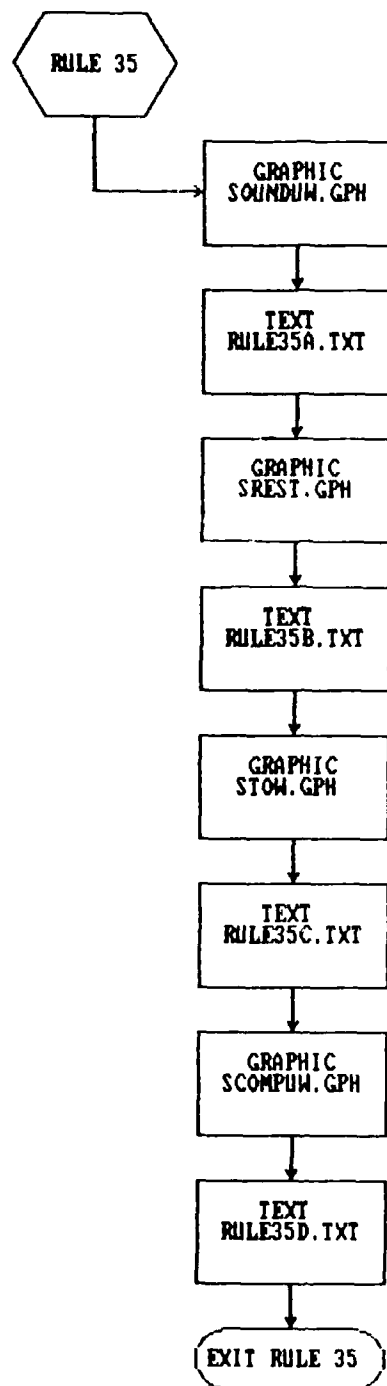 RULE 35
GRAPHIC
SOUNDUW.GPH
TEXT
RULE35A.TXT
GRAPHIC
SREST.GPH
TEXT
RULE35B.TXT
GRAPHIC
STOW.GPH
TEXT
RULE35C.TXT
GRAPHIC
SCOMPUW.GPH
TEXT
RULE35D.TXT
EXIT RULE 35